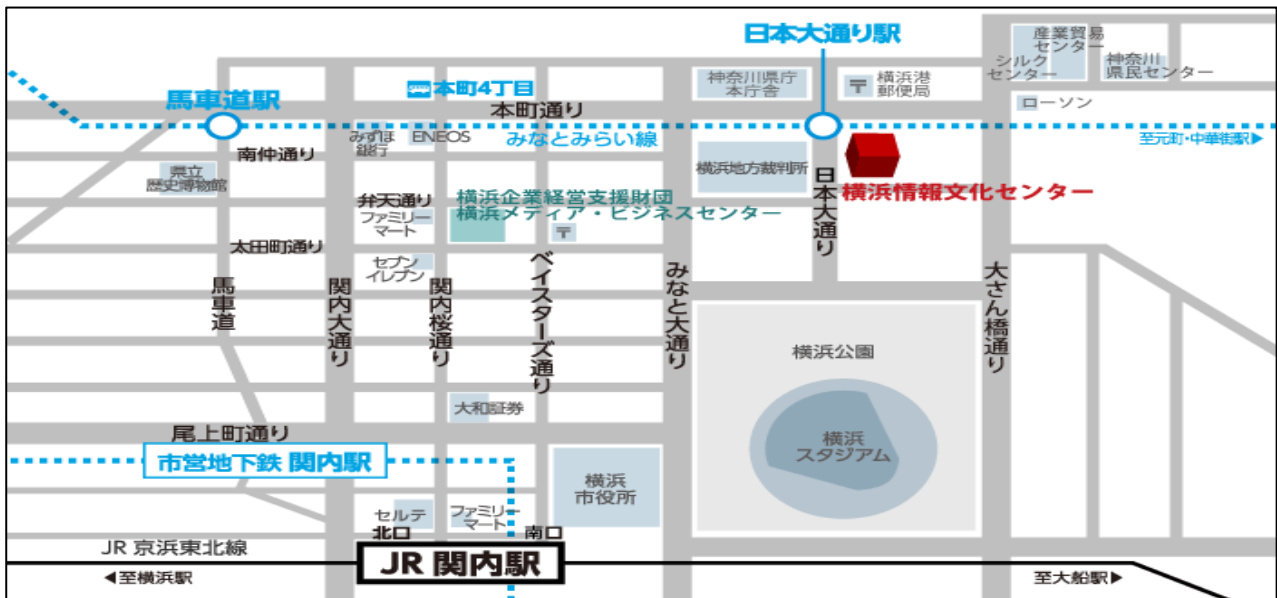 日本大通り駅
産業貿易
センター
シルク
センター
神奈川
県民センター
神奈川県庁
本庁舎
〒
横浜港
郵便局
本町4丁目
馬車道駅
本町通り
ローソン
みずほ
銀行
ENEOS
みなとみらい線
至元町・中華街駅▶
南仲通り
県立
歴史博物館
横浜地方裁判所
日本大通り
横浜情報文化センター
弁天通り
ファミリー
マート
横浜企業経営支援財団
横浜メディア・ビジネスセンター
〒
太田町通り
セブン
イレブン
馬車道
関内大通り
関内桜通り
ベイスターズ通り
みなと大通り
大さん橋通り
横浜公園
大和証券
横浜
スタジアム
尾上町通り
市営地下鉄 関内駅
横浜
市役所
セルテ
北口
ファミリー
マート
南口
JR 京浜東北線
JR 関内駅
◀至横浜駅
至大船駅▶